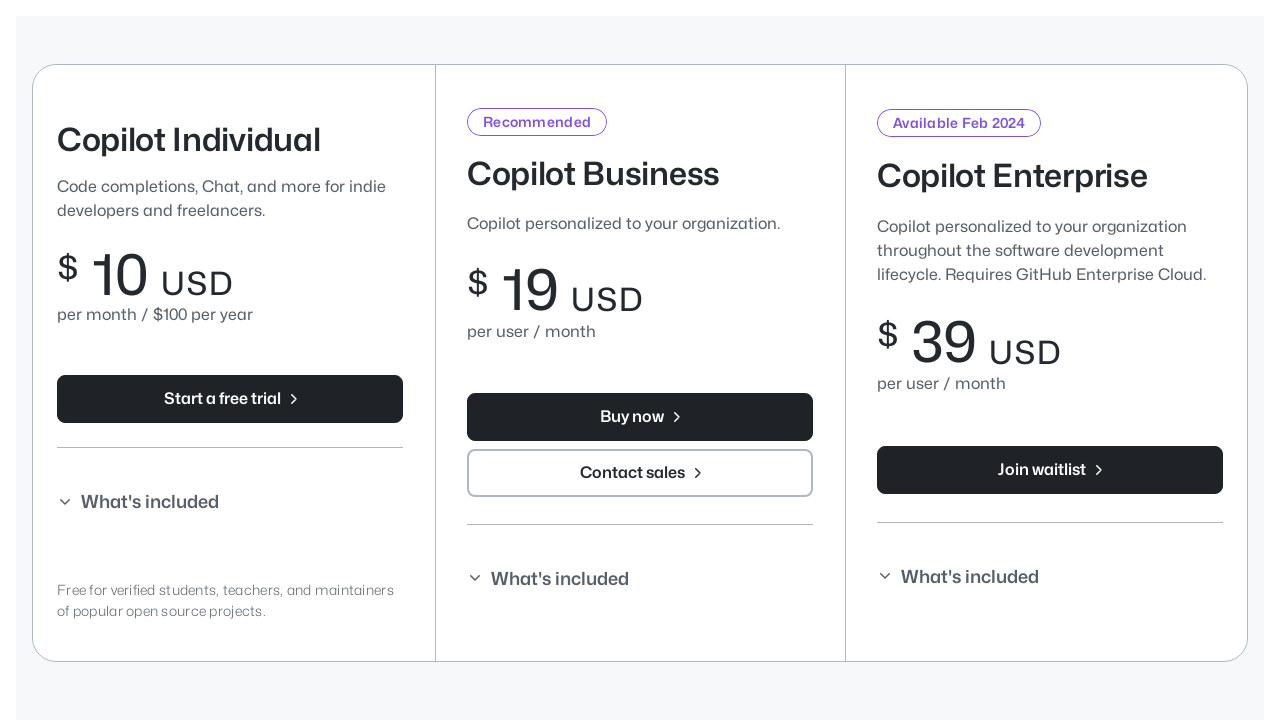 Copilot Individual
Code completions, Chat, and more for indie
developers and freelancers.
$ 10 USD
per month / $100 per year
Start a free trial
What's included
Free for verified students, teachers, and maintainers
of popular open source projects.
Recommended
Copilot Business
Copilot personalized to your organization.
$ 19 USD
per user / month
Buy now
Contact sales
What's included
Available Feb 2024
Copilot Enterprise
Copilot personalized to your organization
throughout the software development
lifecycle. Requires GitHub Enterprise Cloud.
$ 39 USD
per user / month
Join waitlist
What's included